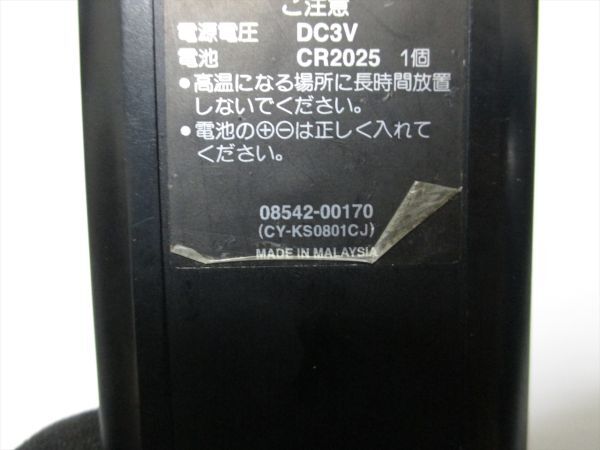 ご注意
電源電圧 DC3V
電池 CR2025 1個
●高温になる場所に長時間放置
しないでください。
●電池の⊕⊖は正しく入れて
ください。
08542-00170
(CY-KS0801CJ)
MADE IN MALAYSIA